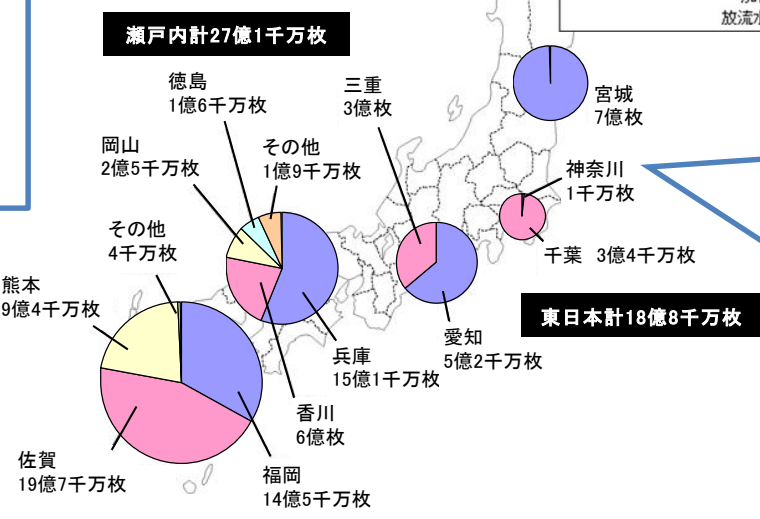 放流水
瀬戸内計27億1千万枚
徳島
1億6千万枚
三重
3億枚
宮城
7億枚
岡山
2億5千万枚
その他
1億9千万枚
神奈川
1千万枚
その他
4千万枚
千葉 3億4千万枚
熊本
9億4千万枚
東日本計18億8千万枚
愛知
5億2千万枚
兵庫
15億1千万枚
香川
6億枚
佐賀
19億7千万枚
福岡
14億5千万枚